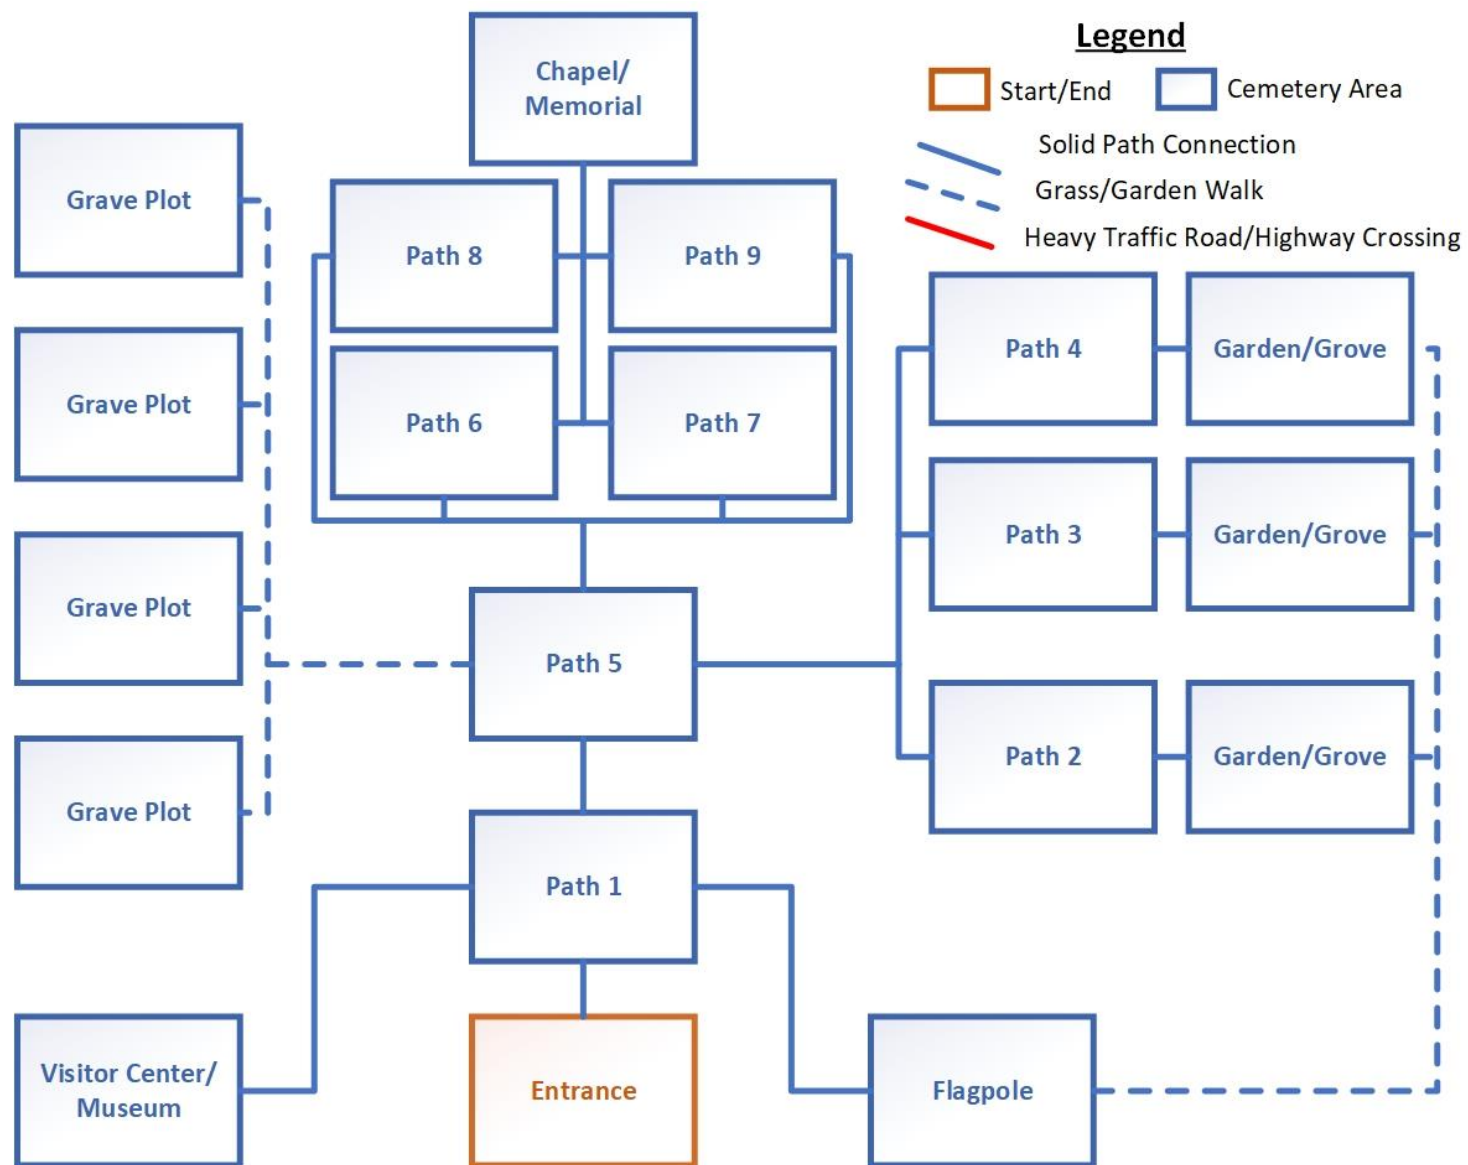 Legend
Start/End
Cemetery Area
Solid Path Connection
Grass/Garden Walk
Heavy Traffic Road/Highway Crossing
Chapel/
Memorial
Grave Plot
Path 8
Path 9
Path 4
Garden/Grove
Grave Plot
Path 6
Path 7
Path 3
Garden/Grove
Grave Plot
Path 5
Path 2
Garden/Grove
Grave Plot
Path 1
Visitor Center/
Museum
Entrance
Flagpole